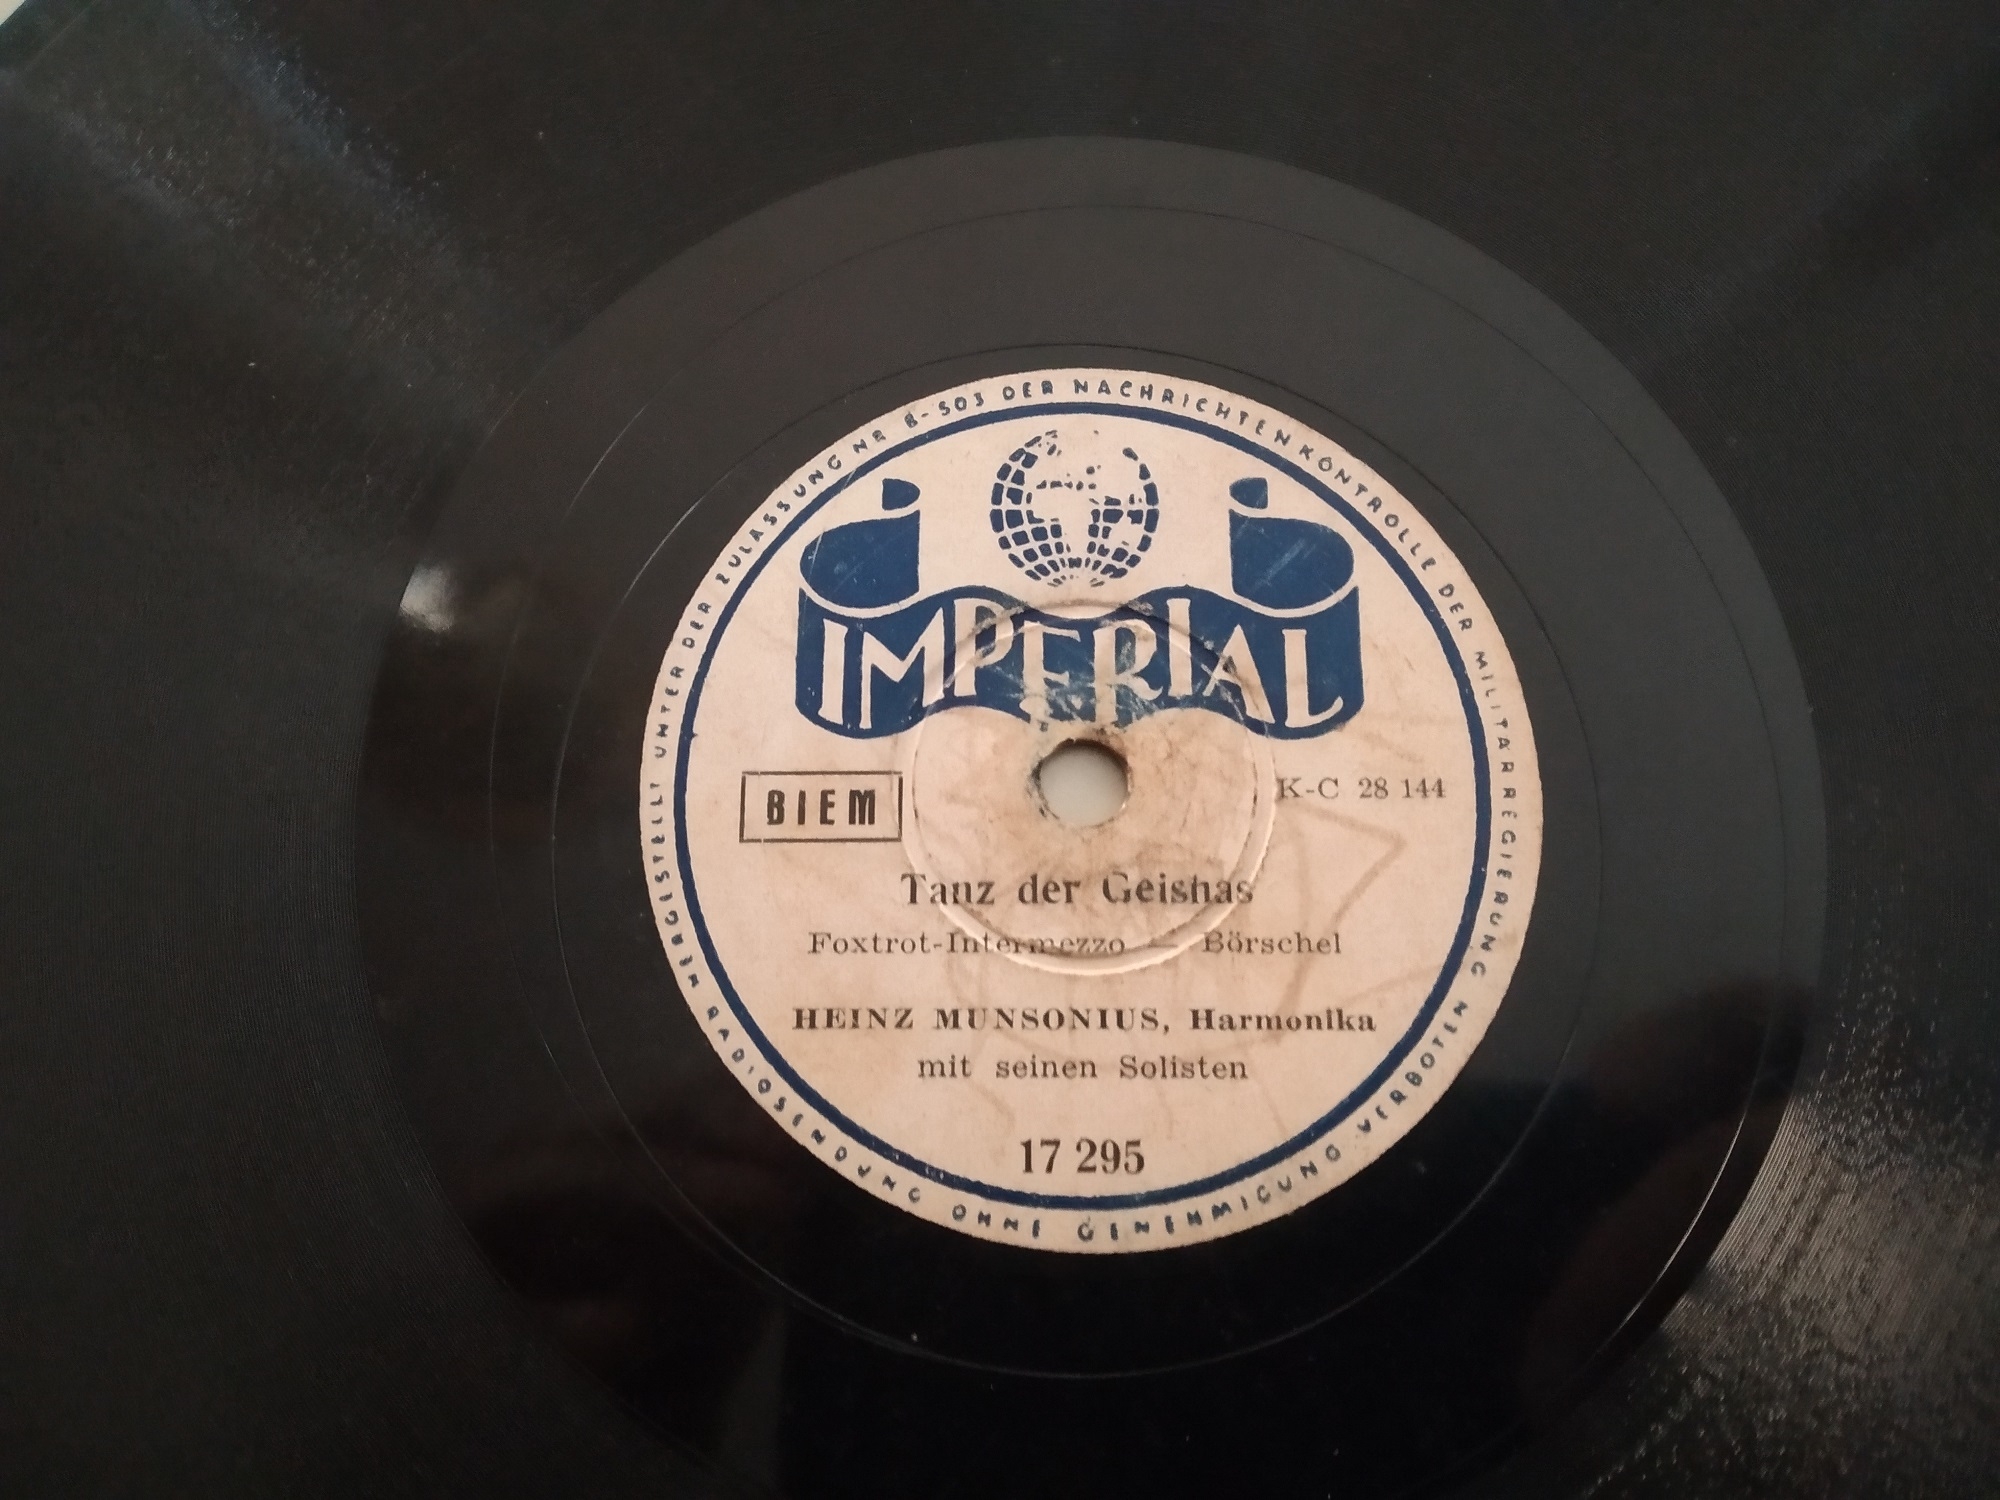 HERGESTELLT UNTER DER ZULASSUNG NR B-503 DER NACHRICHTENKONTROLLE DER MILITÄRREGIERUNG
IMPERIAL
BIEM
K-C 28 144
Tanz der Geishas
Foxtrot-Intermezzo — Börschel
HEINZ MUNSONIUS, Harmonika
mit seinen Solisten
17 295
RADIOSENDUNG OHNE GENEHMIGUNG VERBOTEN